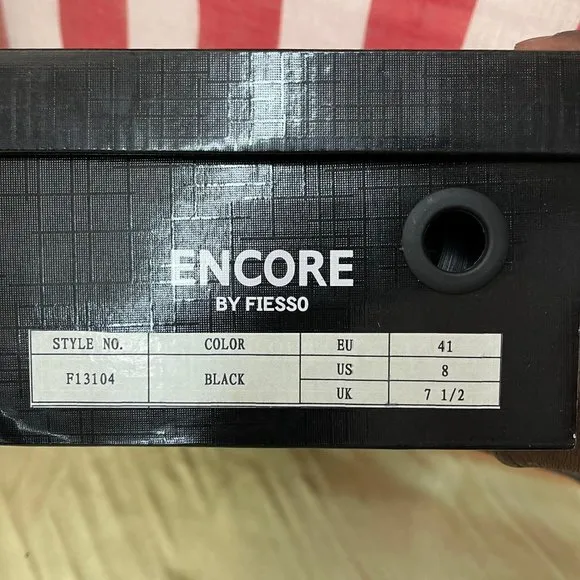 ENCORE
BY FIESSO
STYLE NO. COLOR EU 41
F13104 BLACK US 8
UK 7 1/2